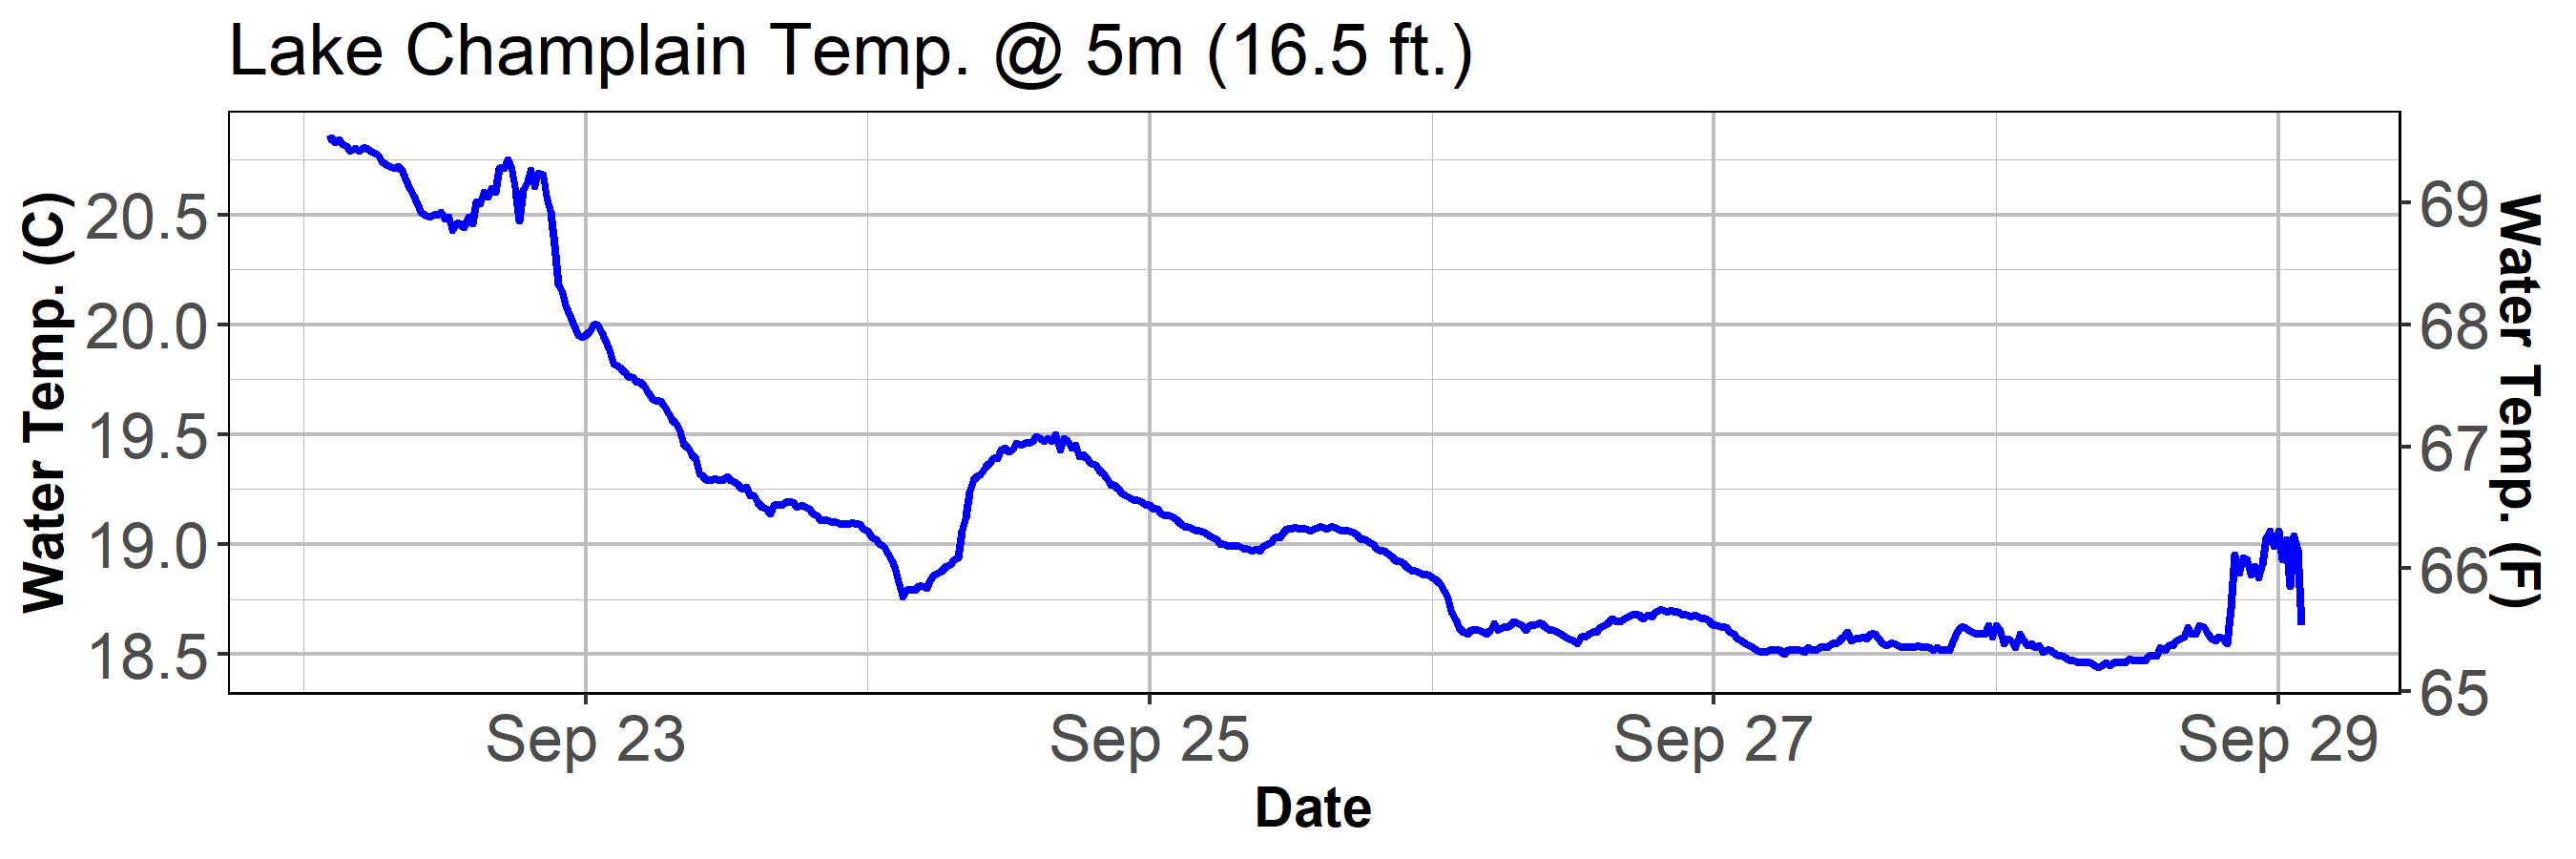 Lake Champlain Temp. @ 5m (16.5 ft.)
Water Temp. (C)
20.5
20.0
19.5
19.0
18.5
69
68
67
66
65
Water Temp. (F)
Sep 23
Sep 25
Sep 27
Sep 29
Date